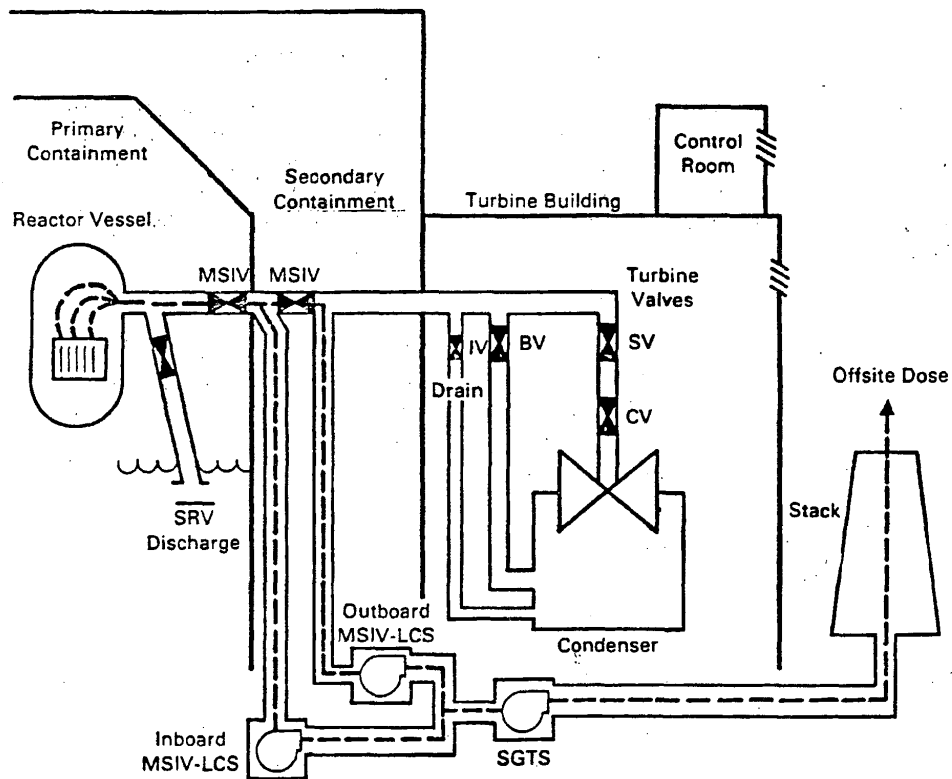 Primary
Containment
Secondary
Containment
Control
Room
Turbine Building
Reactor Vessel
MSIV
MSIV
Turbine
Valves
IV
BV
SV
Drain
CV
Offsite Dose
SRV
Discharge
Stack
Outboard
MSIV-LCS
Condenser
Inboard
MSIV-LCS
SGTS